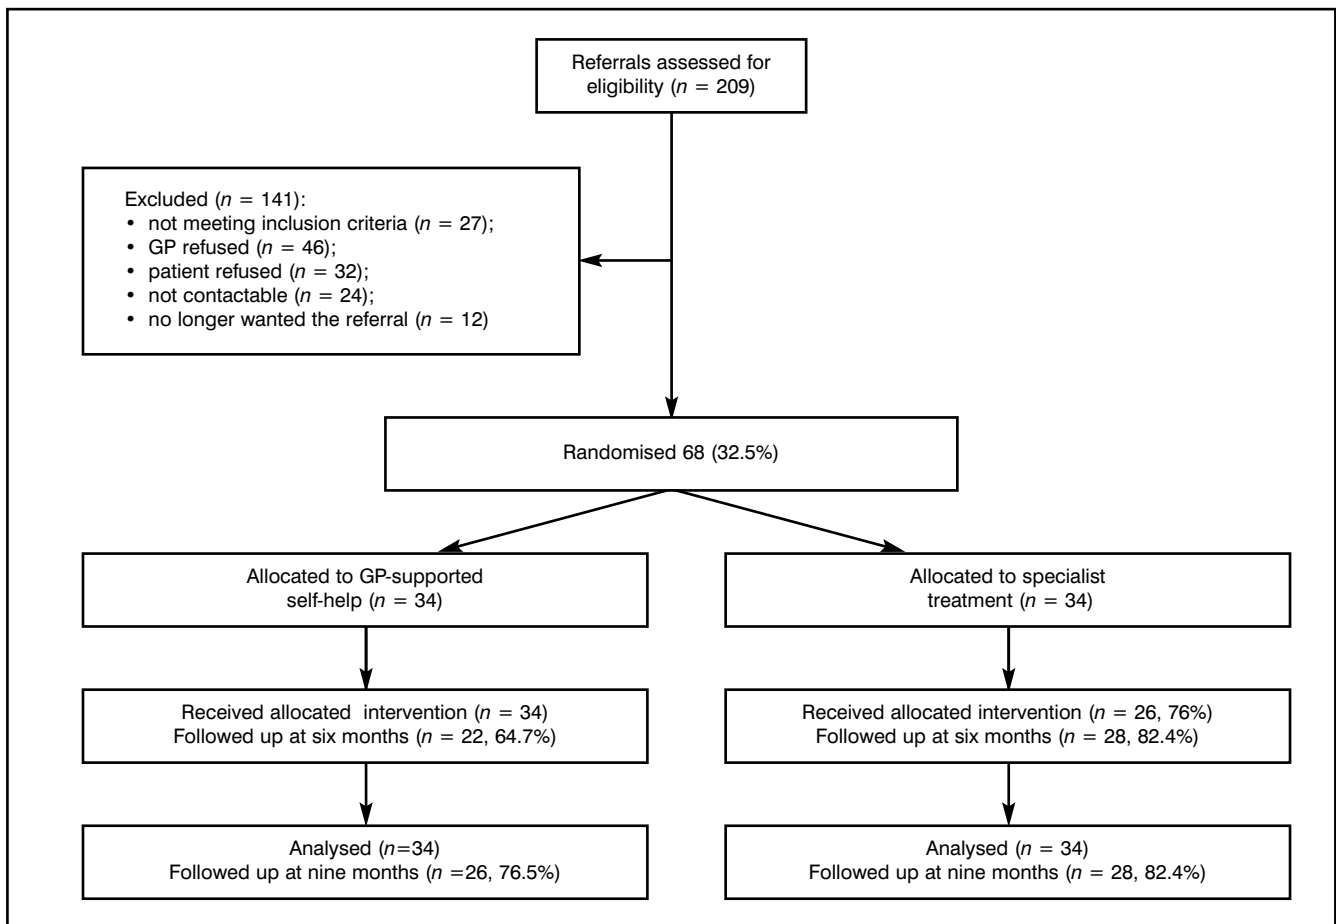 Referrals assessed for
eligibility (n = 209)
Excluded (n = 141):
• not meeting inclusion criteria (n = 27);
• GP refused (n = 46);
• patient refused (n = 32);
• not contactable (n = 24);
• no longer wanted the referral (n = 12)
Randomised 68 (32.5%)
Allocated to GP-supported
self-help (n = 34)
Allocated to specialist
treatment (n = 34)
Received allocated intervention (n = 34)
Followed up at six months (n = 22, 64.7%)
Received allocated intervention (n = 26, 76%)
Followed up at six months (n = 28, 82.4%)
Analysed (n=34)
Followed up at nine months (n =26, 76.5%)
Analysed (n = 34)
Followed up at nine months (n = 28, 82.4%)